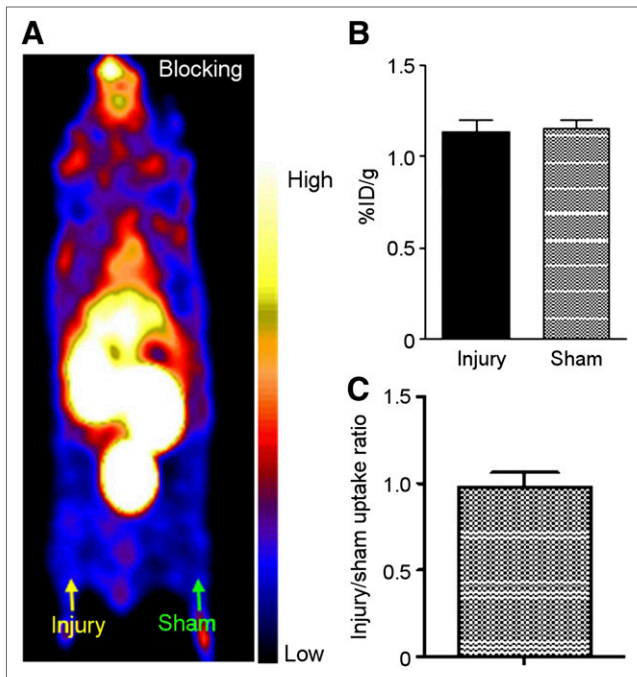 A
Blocking
High
Low
Injury
Sham
B
%ID/g
1.5
1.0
0.5
0
Injury
Sham
C
Injury/sham uptake ratio
1.5
1.0
0.5
0